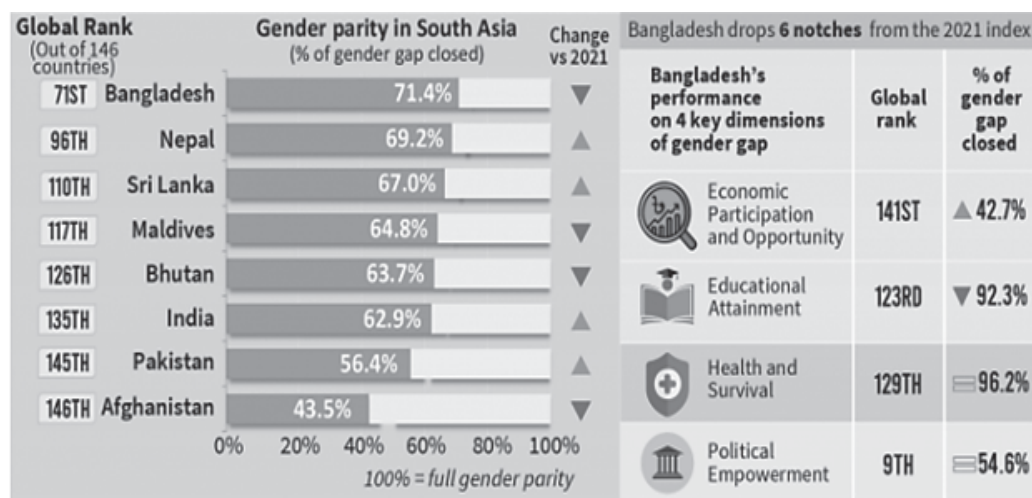 Global Rank
(Out of 146
countries)
Gender parity in South Asia
(% of gender gap closed)
Change
vs 2021
71ST Bangladesh 71.4%
96TH Nepal 69.2%
110TH Sri Lanka 67.0%
117TH Maldives 64.8%
126TH Bhutan 63.7%
135TH India 62.9%
145TH Pakistan 56.4%
146TH Afghanistan 43.5%
0% 20% 40% 60% 80% 100%
100% = full gender parity
Bangladesh drops 6 notches from the 2021 index
Bangladesh's
performance
on 4 key dimensions
of gender gap
Global
rank
% of
gender
gap
closed
Economic
Participation
and Opportunity
141ST
42.7%
Educational
Attainment
123RD
92.3%
Health and
Survival
129TH
96.2%
Political
Empowerment
9TH
54.6%